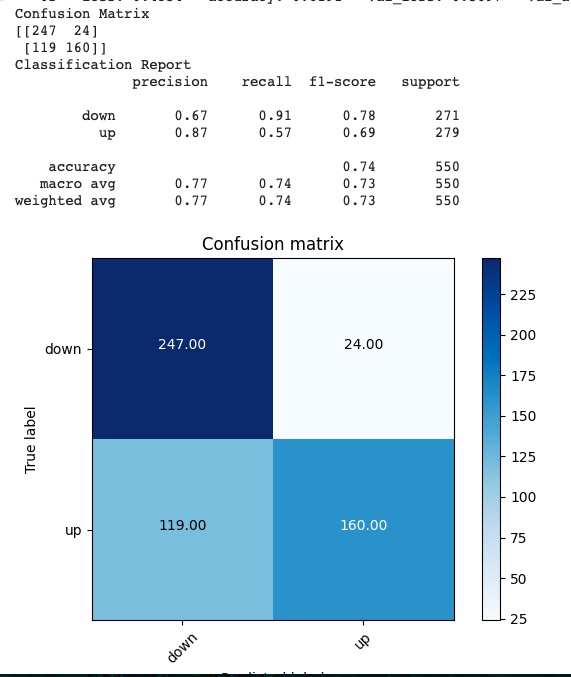 Confusion Matrix
[[247 24]
[119 160]]
Classification Report
precision recall f1-score support
down 0.67 0.91 0.78 271
up 0.87 0.57 0.69 279
accuracy 0.74 550
macro avg 0.77 0.74 0.73 550
weighted avg 0.77 0.74 0.73 550
Confusion matrix
225
200
175
150
125
100
75
50
25
True label
down
247.00 24.00
up
119.00 160.00
down up